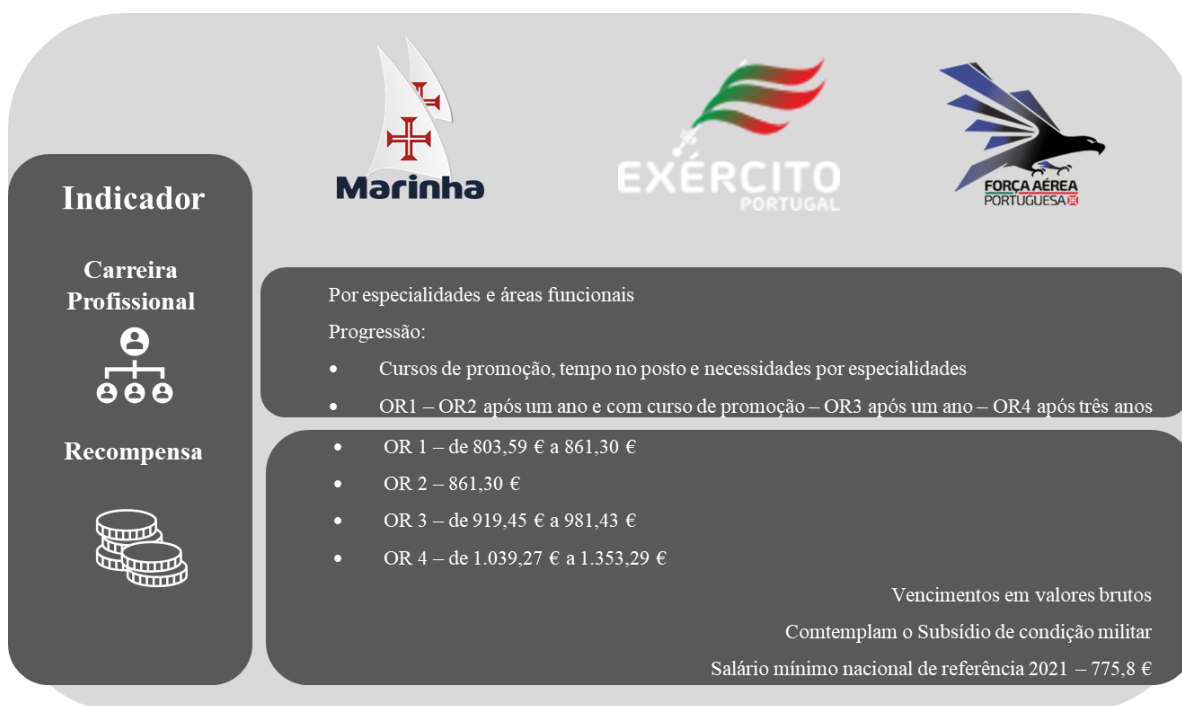 Marinha
EXÉRCITO
PORTUGAL
FORÇA AÉREA
PORTUGUESA
Indicador
Carreira
Profissional
Por especialidades e áreas funcionais
Progressão:
• Cursos de promoção, tempo no posto e necessidades por especialidades
• OR1 – OR2 após um ano e com curso de promoção – OR3 após um ano – OR4 após três anos
Recompensa
• OR 1 – de 803,59 € a 861,30 €
• OR 2 – 861,30 €
• OR 3 – de 919,45 € a 981,43 €
• OR 4 – de 1.039,27 € a 1.353,29 €
Vencimentos em valores brutos
Comtemplam o Subsídio de condição militar
Salário mínimo nacional de referência 2021 – 775,8 €